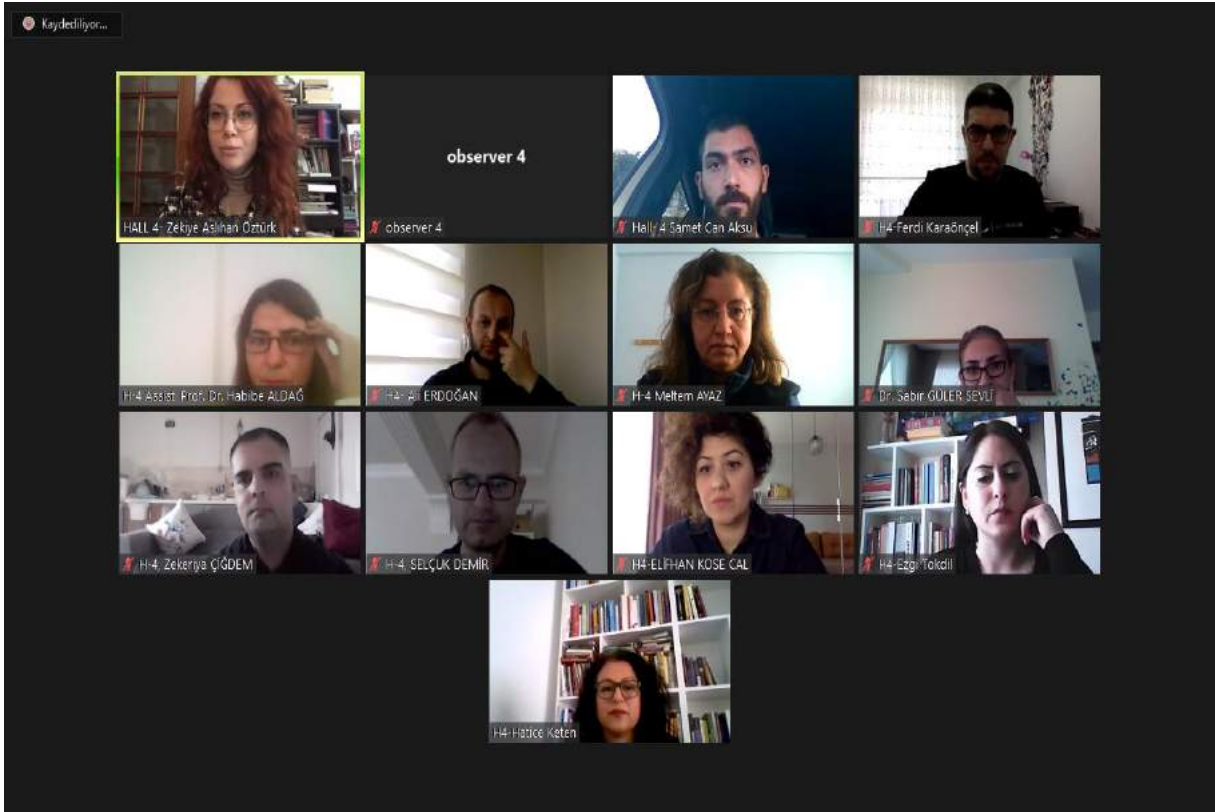 Kaydediliyor...
HALL 4- Zekiye Aslıhan Öztürk
observer 4
observer 4
Hall- 4 Samet Can Aksu
H4-Ferdi Karaönçel
H-4 Assist. Prof. Dr. Habibe ALDAĞ
H4- Ali ERDOĞAN
H-4 Meltem AYAZ
Dr. Sabır GÜLER SEVLİ
H-4, Zekeriya ÇİĞDEM
H-4, SELÇUK DEMİR
H4-ELİFHAN KOSE CAL
H4-Ezgi Tokdil
H4-Hatice Keten